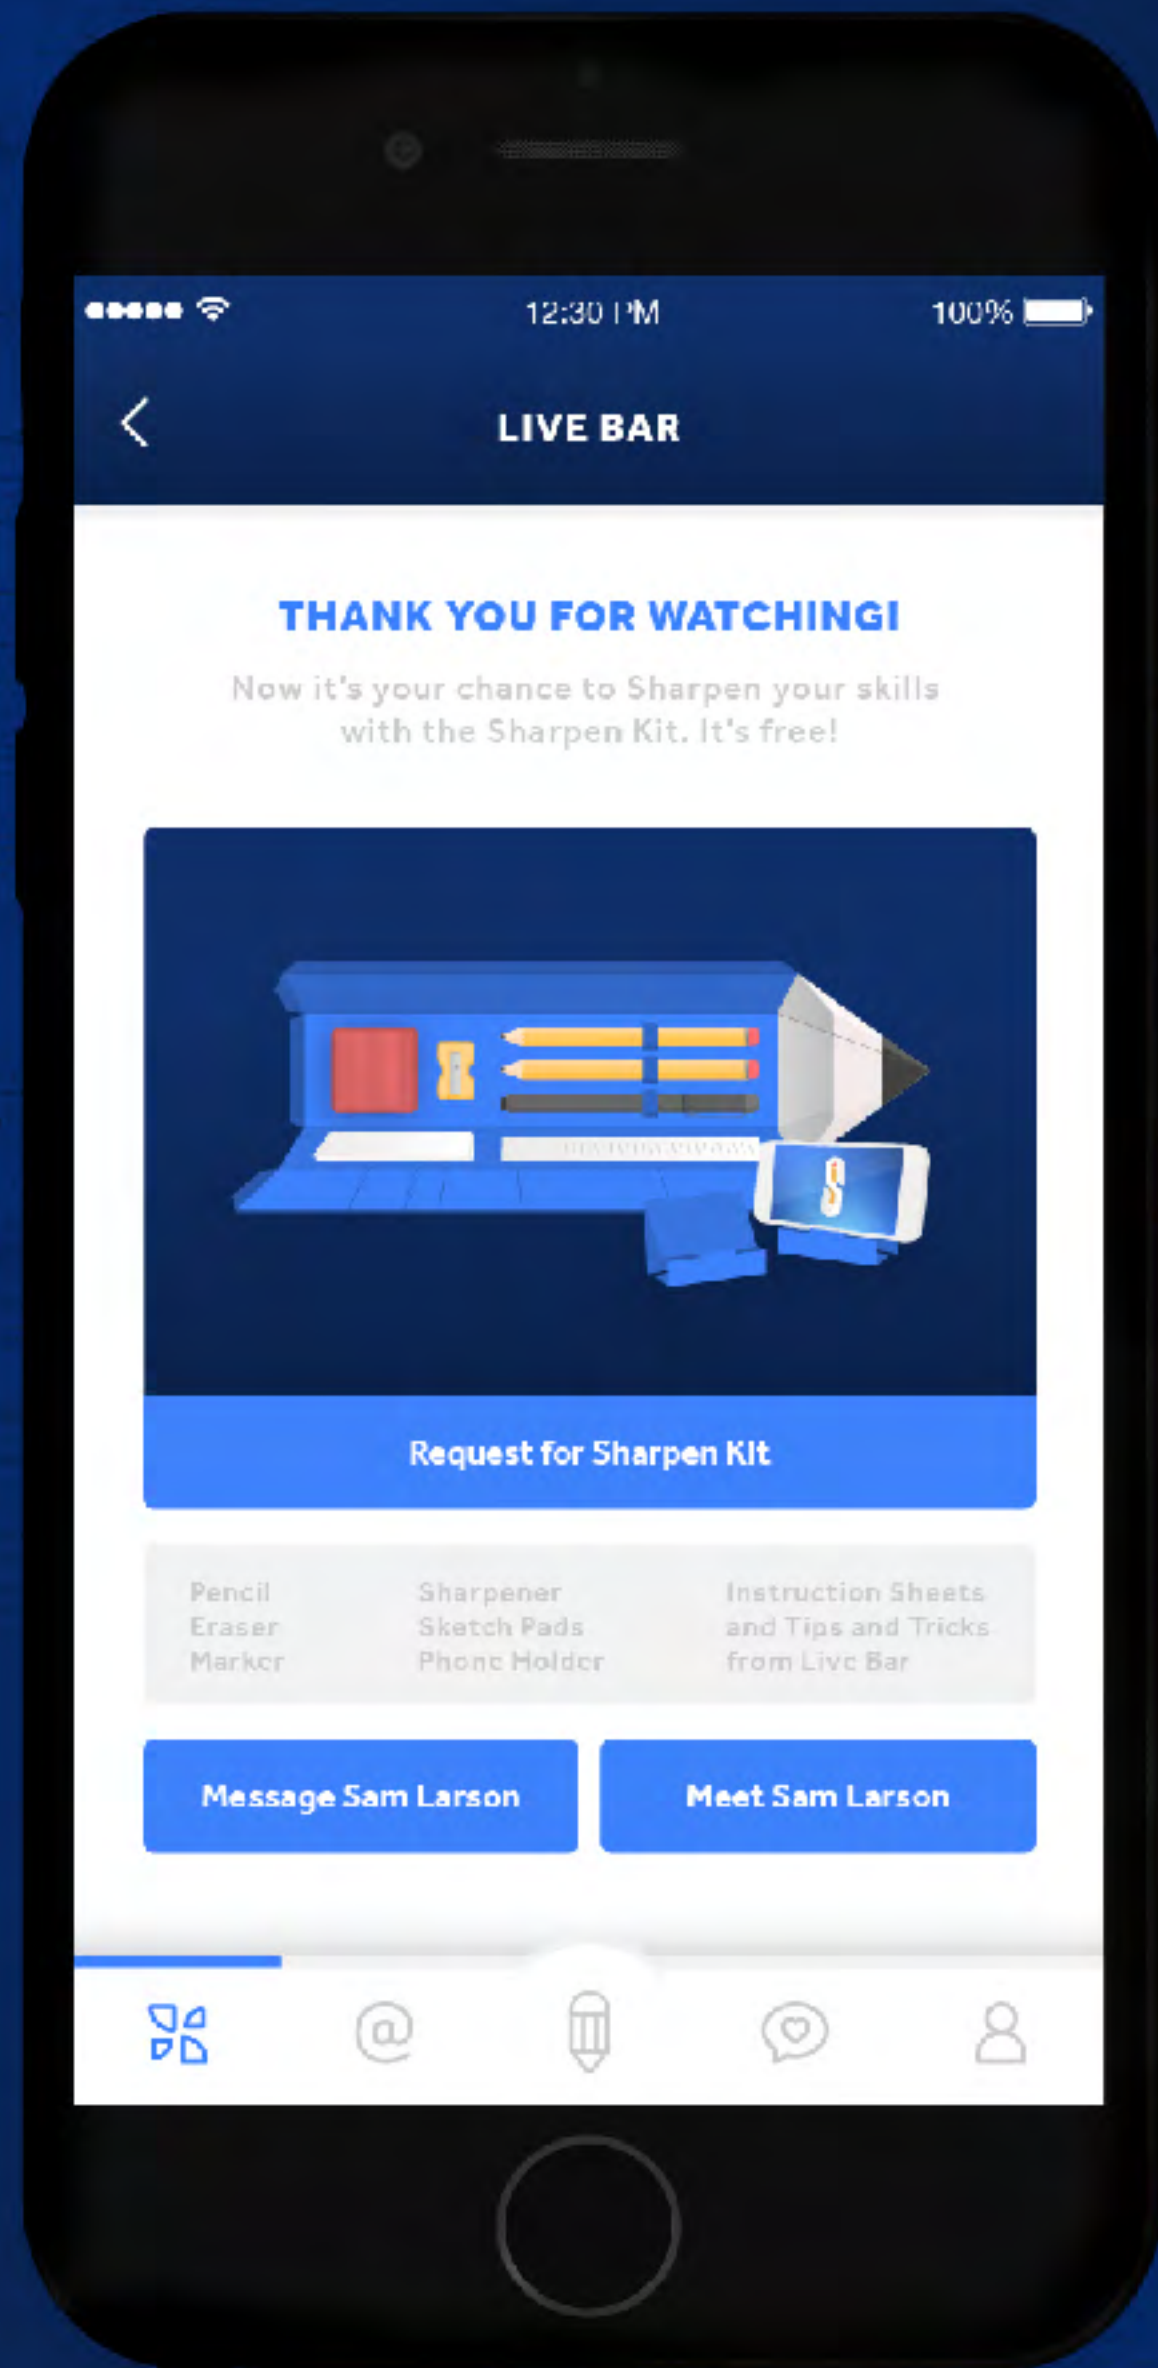 12:30 PM
100%
LIVE BAR
THANK YOU FOR WATCHING!
Now it's your chance to Sharpen your skills
with the Sharpen Kit. It's free!
Request for Sharpen Kit
Pencil
Eraser
Marker
Sharpener
Sketch Pads
Phone Holder
Instruction Sheets
and Tips and Tricks
from Live Bar
Message Sam Larson
Meet Sam Larson